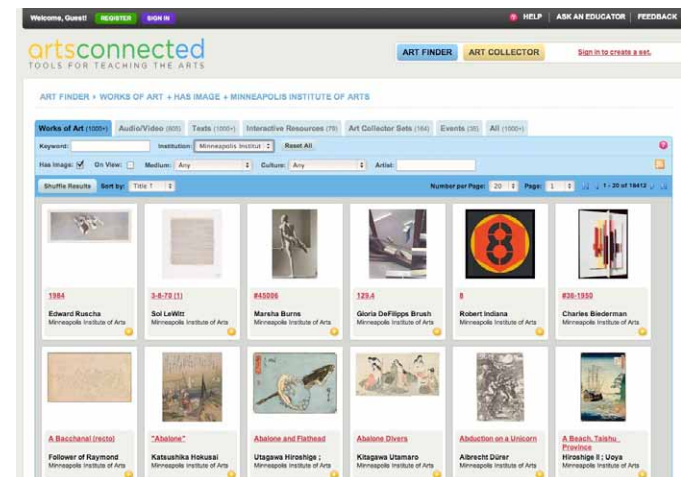 Welcome, Guest! REGISTER SIGN IN HELP ASK AN EDUCATOR FEEDBACK
artsconnected
TOOLS FOR TEACHING THE ARTS
ART FINDER ART COLLECTOR Sign in to create a set.
ART FINDER + WORKS OF ART + HAS IMAGE + MINNEAPOLIS INSTITUTE OF ARTS
Works of Art (1000+) Audio/Video (805) Texts (1000+) Interactive Resources (79) Art Collector Sets (164) Events (35) All (1000+)
Keyword: Institution: Minneapolis Institut Reset All
Has Image: On View: Medium: Any Culture: Any Artist:
Shuffle Results Sort by: Title Number per Page: 20 Page: 1 1 - 20 of 18412
1984 3-8-70 (1) #45006 129.4 8 #36-1950
Edward Ruscha Sol LeWitt Marsha Burns Gloria DeFilipps Brush Robert Indiana Charles Biederman
Minneapolis Institute of Arts Minneapolis Institute of Arts Minneapolis Institute of Arts Minneapolis Institute of Arts Minneapolis Institute of Arts Minneapolis Institute of Arts
A Bacchanal (recto) "Abalone" Abalone and Flathead Abalone Divers Abduction on a Unicorn A Beach, Taishu
Province
Follower of Raymond Katsushika Hokusai Utagawa Hiroshige ; Kitagawa Utamaro Albrecht Dürer Hiroshige II ; Uoya
Minneapolis Institute of Arts Minneapolis Institute of Arts Minneapolis Institute of Arts Minneapolis Institute of Arts Minneapolis Institute of Arts Minneapolis Institute of Arts